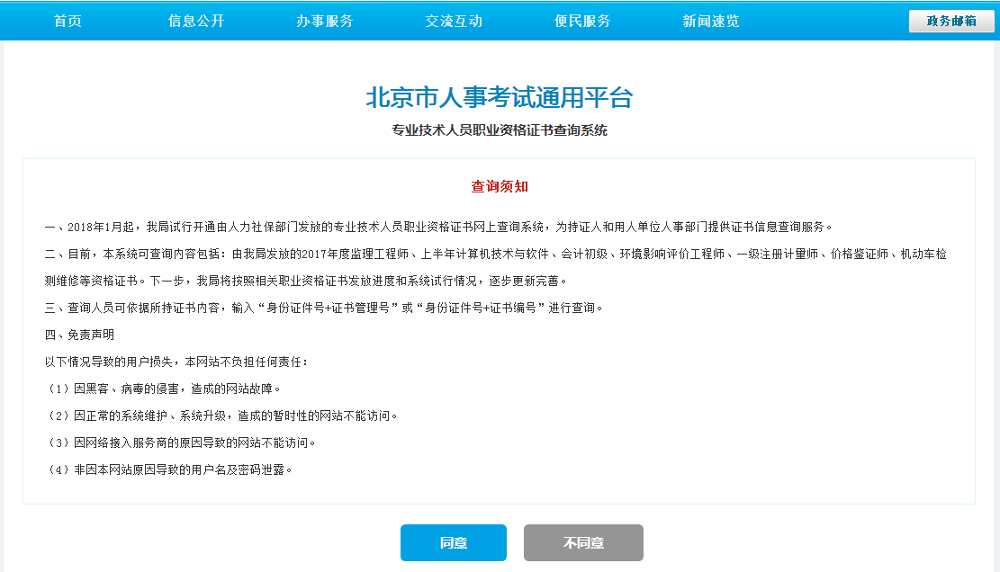 首页 信息公开 办事服务 交流互动 便民服务 新闻速览 政务邮箱
北京市人事考试通用平台
专业技术人员职业资格证书查询系统
查询须知
一、2018年1月起，我局试行开通由人力社保部门发放的专业技术人员职业资格证书网上查询系统，为持证人和用人单位人事部门提供证书信息查询服务。
二、目前，本系统可查询内容包括：由我局发放的2017年度监理工程师、上半年计算机技术与软件、会计初级、环境影响评价工程师、一级注册计量师、价格鉴证师、机动车检
测维修等资格证书。下一步，我局将按照相关职业资格证书发放进度和系统试行情况，逐步更新完善。
三、查询人员可依据所持证书内容，输入“身份证件号+证书管理号”或“身份证件号+证书编号”进行查询。
四、免责声明
以下情况导致的用户损失，本网站不负担任何责任：
（1）因黑客、病毒的侵害，造成的网站故障。
（2）因正常的系统维护、系统升级，造成的暂时性的网站不能访问。
（3）因网络接入服务商的原因导致的网站不能访问。
（4）非因本网站原因导致的用户名及密码泄露。
同意 不同意